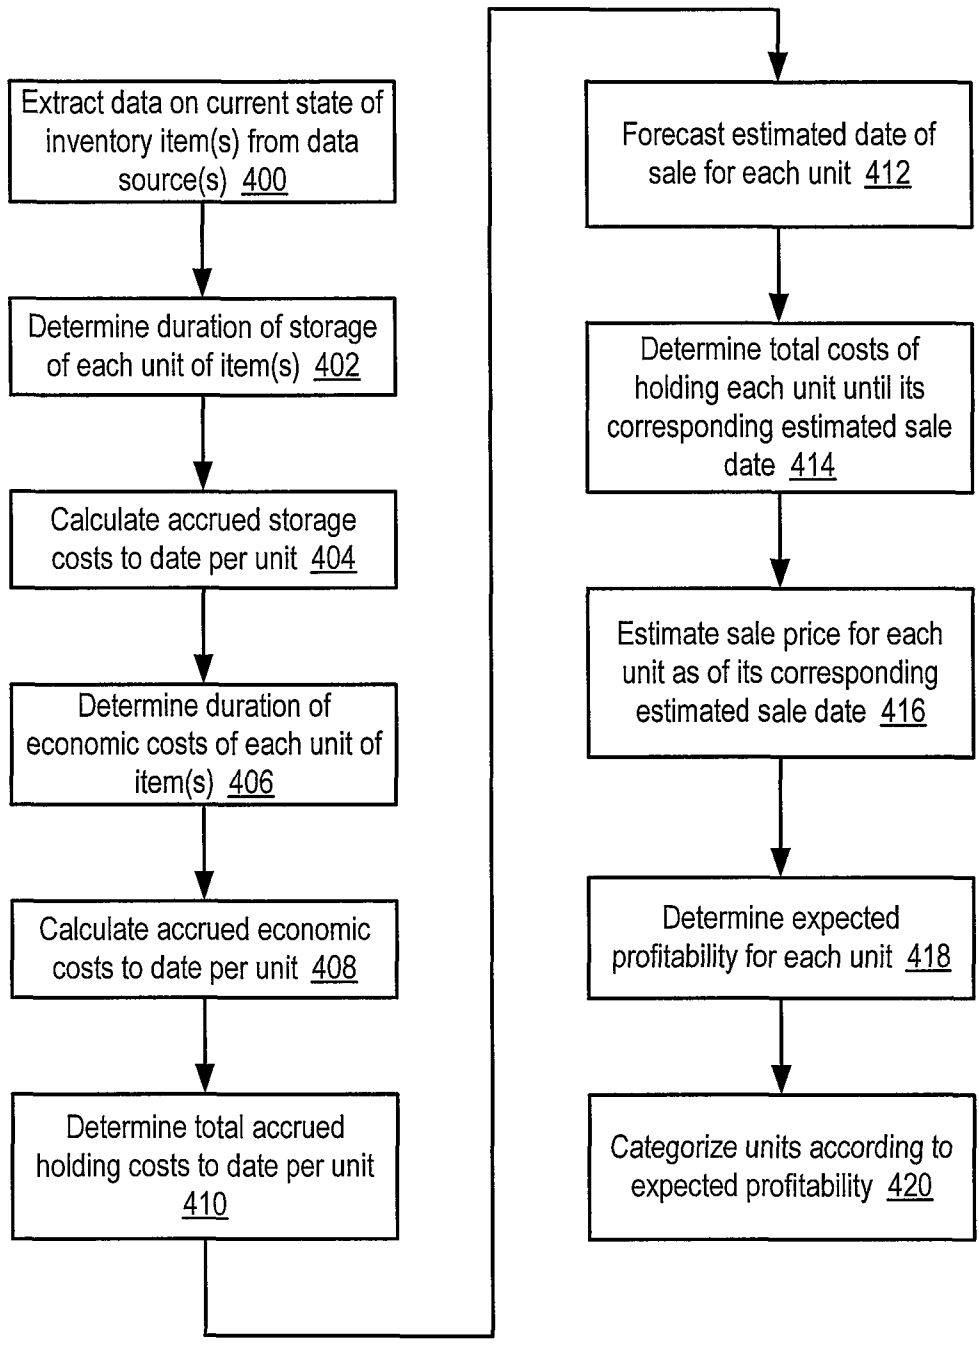 Extract data on current state of
inventory item(s) from data
source(s) 400
Determine duration of storage
of each unit of item(s) 402
Calculate accrued storage
costs to date per unit 404
Determine duration of
economic costs of each unit of
item(s) 406
Calculate accrued economic
costs to date per unit 408
Determine total accrued
holding costs to date per unit
410
Forecast estimated date of
sale for each unit 412
Determine total costs of
holding each unit until its
corresponding estimated sale
date 414
Estimate sale price for each
unit as of its corresponding
estimated sale date 416
Determine expected
profitability for each unit 418
Categorize units according to
expected profitability 420